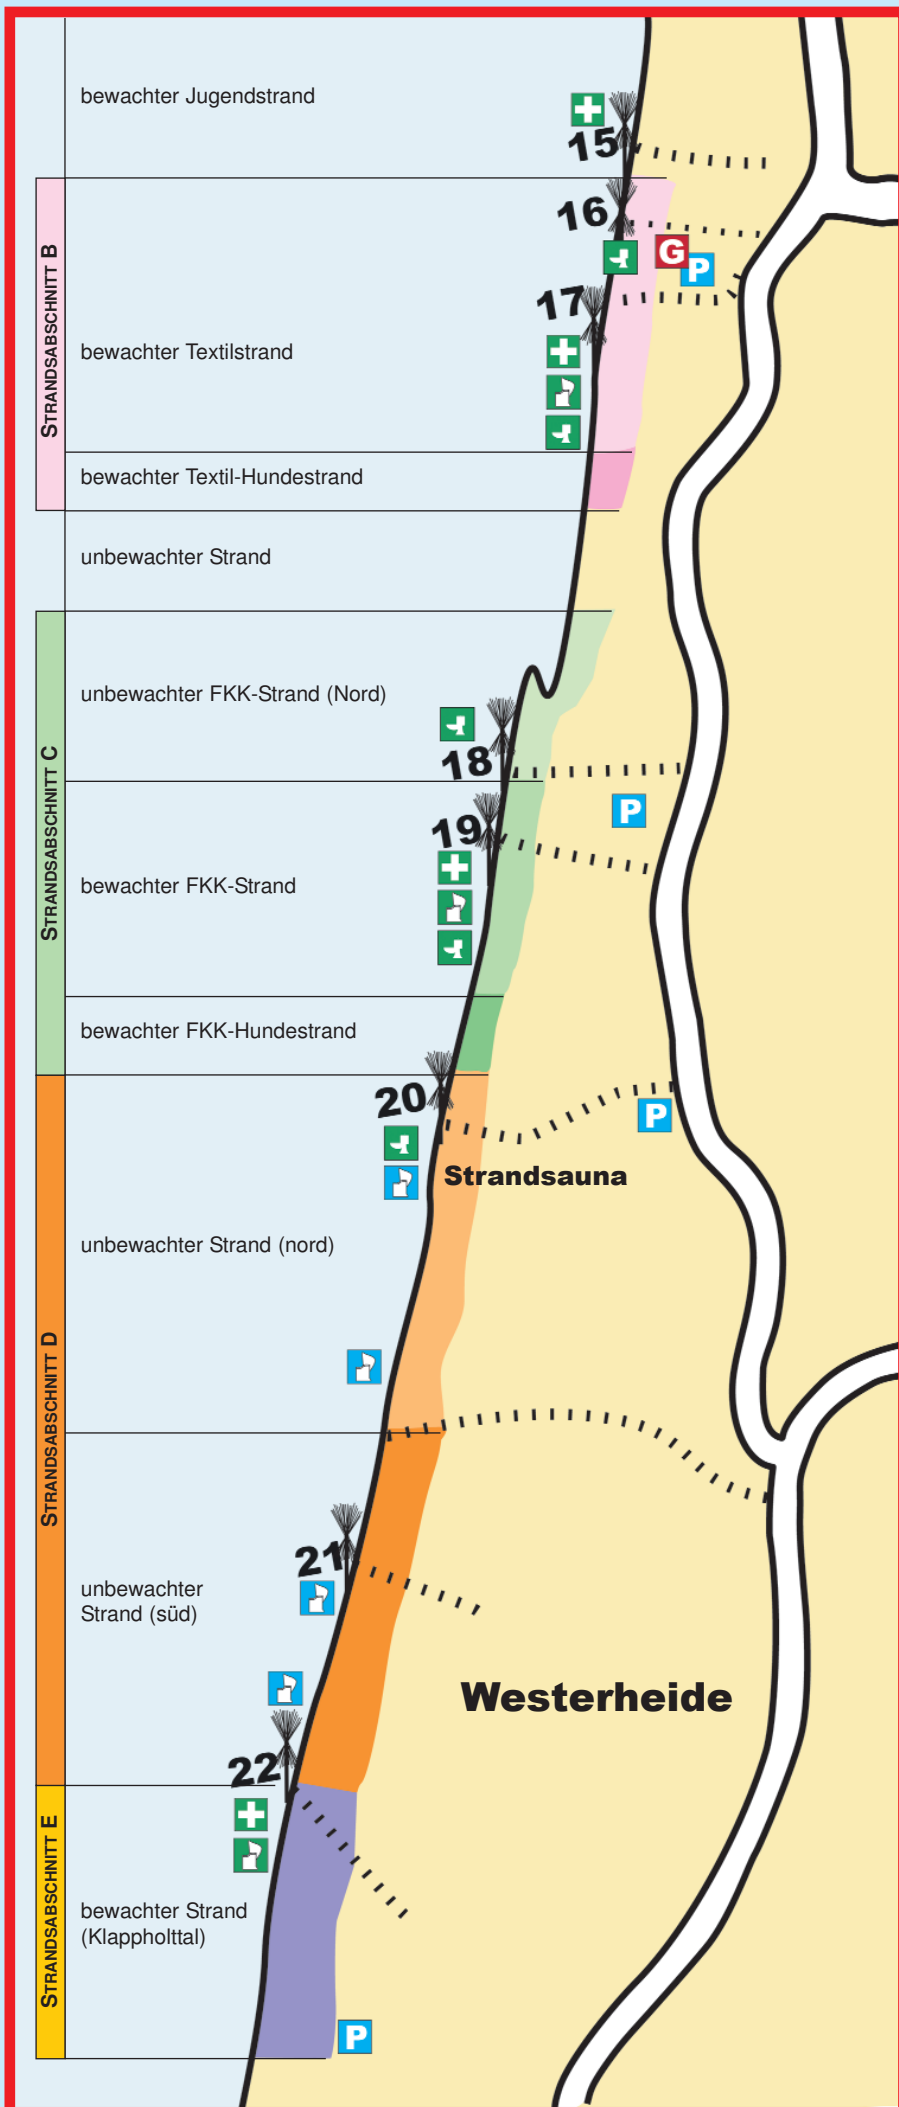 bewachter Jugendstrand
15
STRANDSABSCHNITT B
16
G
P
17
bewachter Textilstrand
bewachter Textil-Hundestrand
unbewachter Strand
STRANDSABSCHNITT C
unbewachter FKK-Strand (Nord)
18
P
19
bewachter FKK-Strand
bewachter FKK-Hundestrand
STRANDSABSCHNITT D
20
P
Strandsauna
unbewachter Strand (nord)
21
unbewachter
Strand (süd)
Westerheide
22
STRANDSABSCHNITT E
bewachter Strand
(Klappholttal)
P